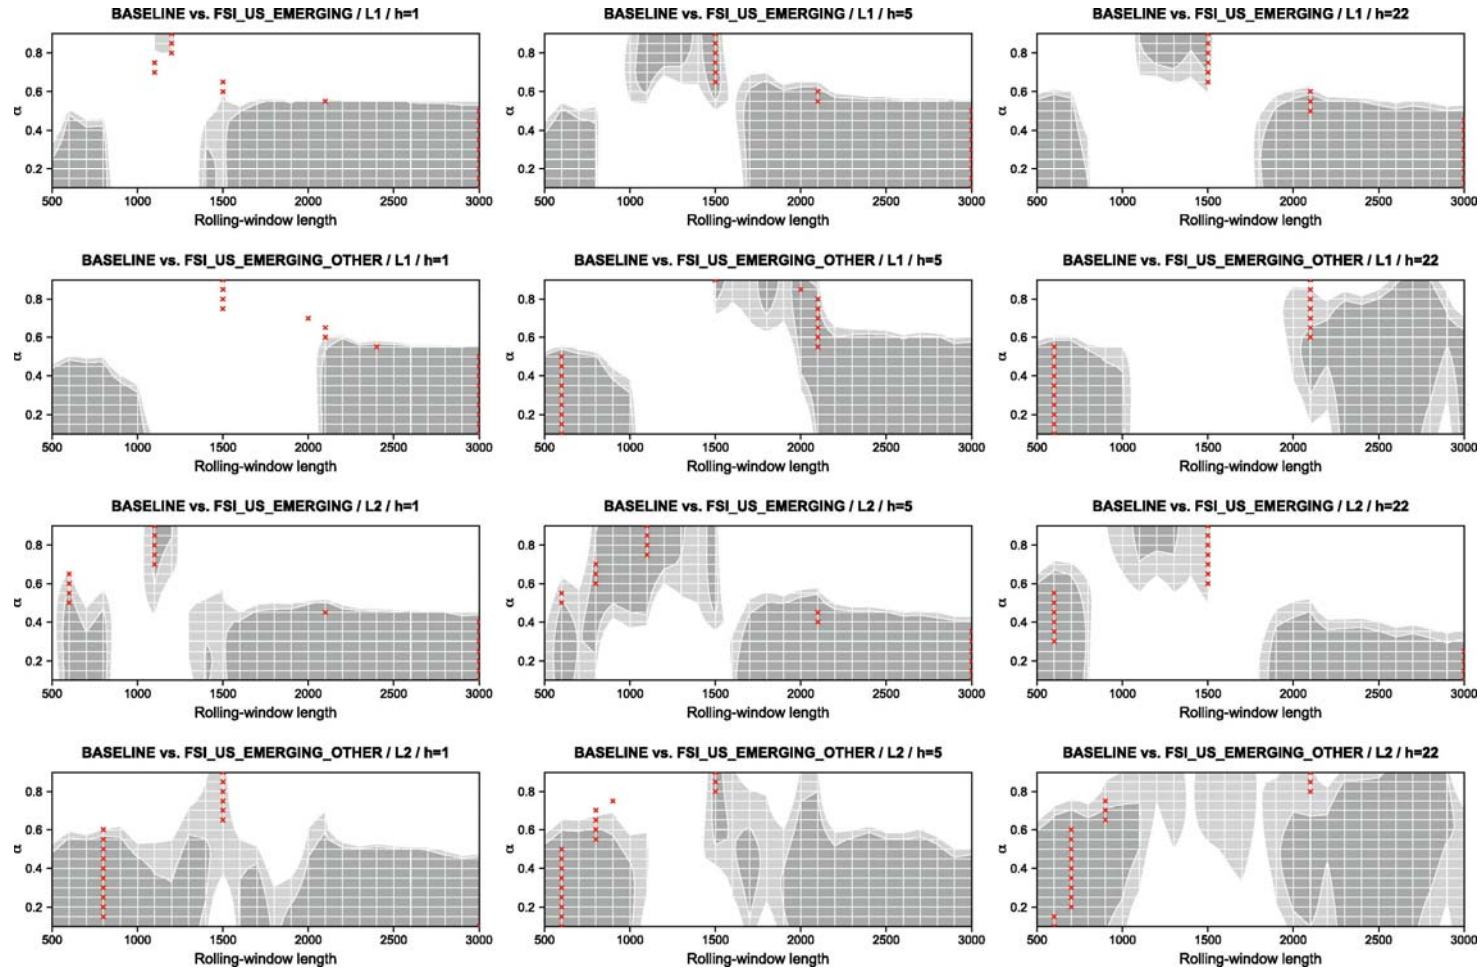 BASELINE vs. FSI_US_EMERGING / L1 / h=1
BASELINE vs. FSI_US_EMERGING / L1 / h=5
BASELINE vs. FSI_US_EMERGING / L1 / h=22
0.8
0.6
0.4
0.2
α
500 1000 1500 2000 2500 3000
Rolling-window length
0.8
0.6
0.4
0.2
α
500 1000 1500 2000 2500 3000
Rolling-window length
0.8
0.6
0.4
0.2
α
500 1000 1500 2000 2500 3000
Rolling-window length
BASELINE vs. FSI_US_EMERGING_OTHER / L1 / h=1
BASELINE vs. FSI_US_EMERGING_OTHER / L1 / h=5
BASELINE vs. FSI_US_EMERGING_OTHER / L1 / h=22
0.8
0.6
0.4
0.2
α
500 1000 1500 2000 2500 3000
Rolling-window length
0.8
0.6
0.4
0.2
α
500 1000 1500 2000 2500 3000
Rolling-window length
0.8
0.6
0.4
0.2
α
500 1000 1500 2000 2500 3000
Rolling-window length
BASELINE vs. FSI_US_EMERGING / L2 / h=1
BASELINE vs. FSI_US_EMERGING / L2 / h=5
BASELINE vs. FSI_US_EMERGING / L2 / h=22
0.8
0.6
0.4
0.2
α
500 1000 1500 2000 2500 3000
Rolling-window length
0.8
0.6
0.4
0.2
α
500 1000 1500 2000 2500 3000
Rolling-window length
0.8
0.6
0.4
0.2
α
500 1000 1500 2000 2500 3000
Rolling-window length
BASELINE vs. FSI_US_EMERGING_OTHER / L2 / h=1
BASELINE vs. FSI_US_EMERGING_OTHER / L2 / h=5
BASELINE vs. FSI_US_EMERGING_OTHER / L2 / h=22
0.8
0.6
0.4
0.2
α
500 1000 1500 2000 2500 3000
Rolling-window length
0.8
0.6
0.4
0.2
α
500 1000 1500 2000 2500 3000
Rolling-window length
0.8
0.6
0.4
0.2
α
500 1000 1500 2000 2500 3000
Rolling-window length